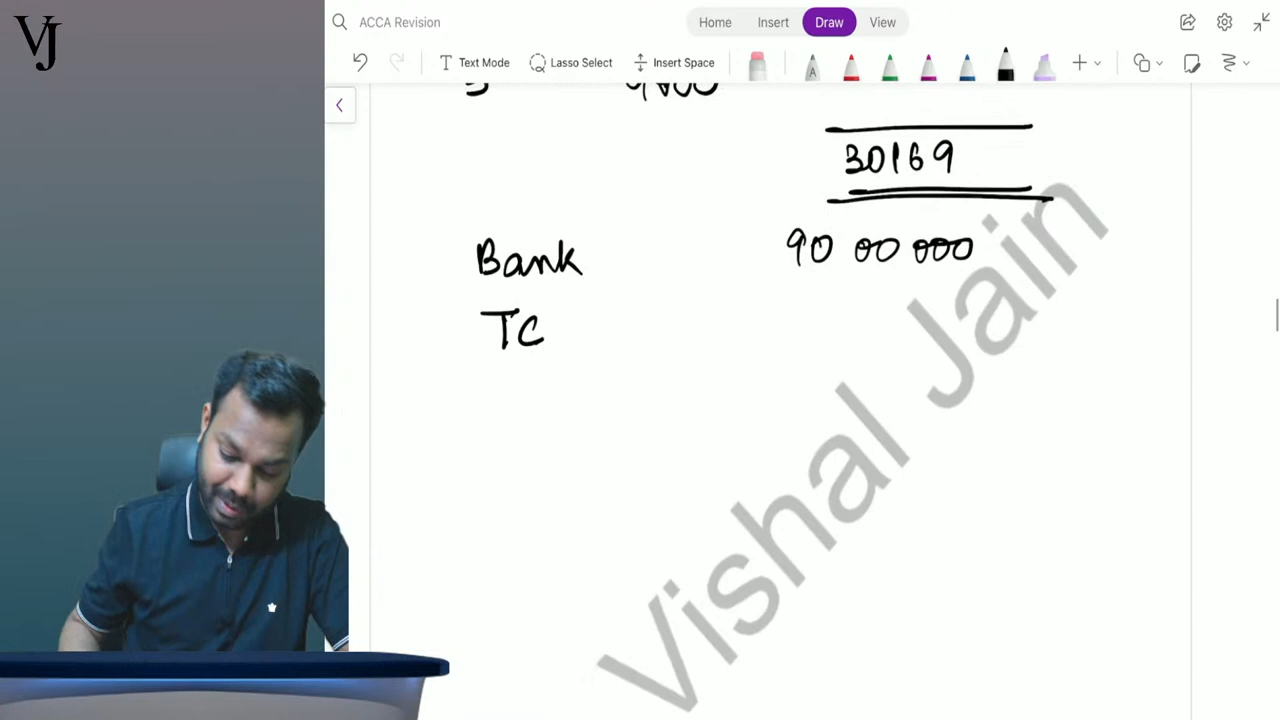 VJ
ACCA Revision
Home Insert Draw View
T Text Mode Lasso Select Insert Space
30169
Bank 90 00 000
TC
Vishal Jain